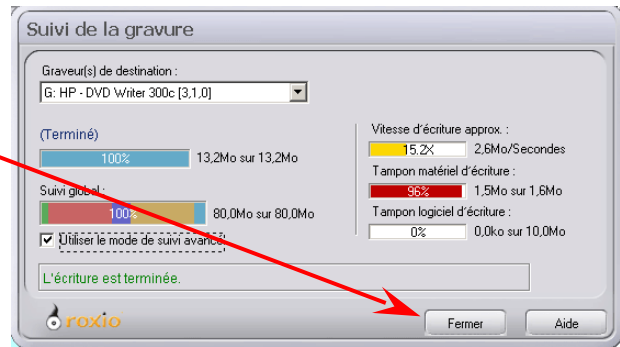 Suivi de la gravure
Graveur(s) de destination :
G: HP - DVD Writer 300c [3,1,0]
(Terminé)
100% 13,2Mo sur 13,2Mo
Suivi global :
100% 80,0Mo sur 80,0Mo
Utiliser le mode de suivi avancé
Vitesse d'écriture approx. :
15.2X 2,6Mo/Secondes
Tampon matériel d'écriture :
96% 1,5Mo sur 1,6Mo
Tampon logiciel d'écriture :
0% 0,0ko sur 10,0Mo
L'écriture est terminée.
roxio
Fermer Aide